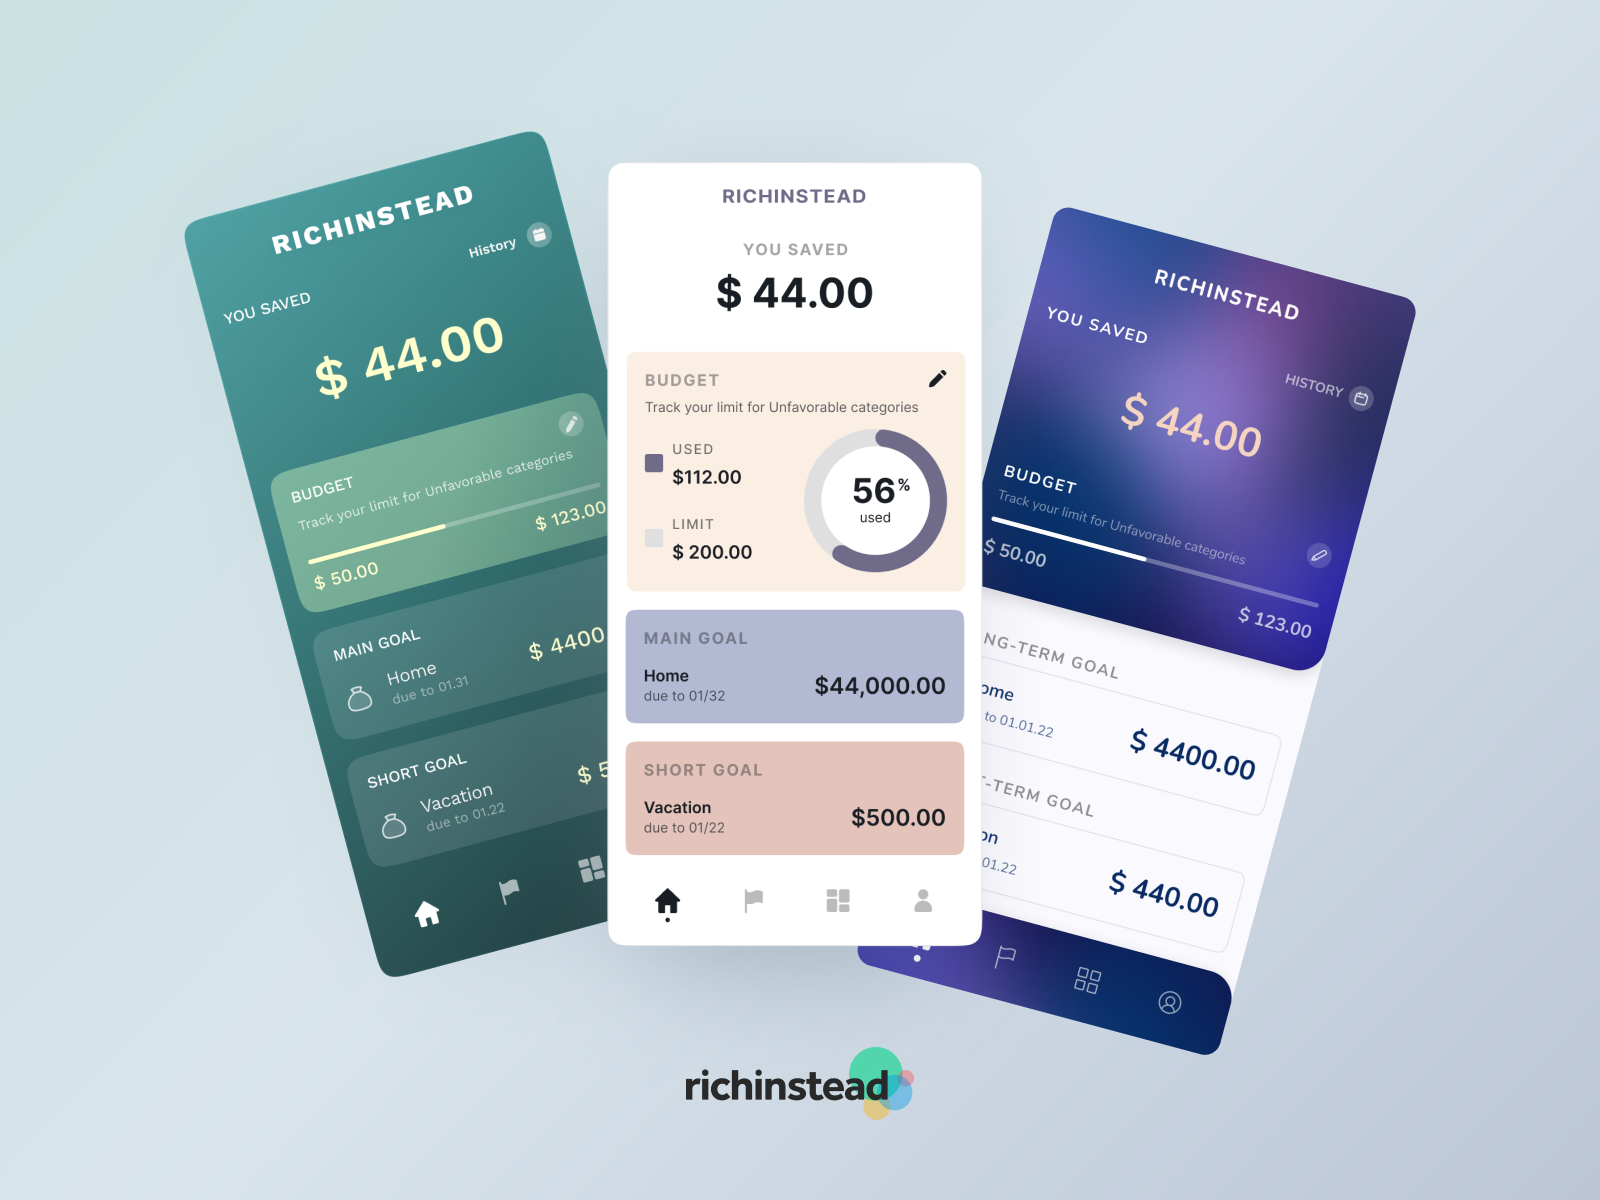 RICHINSTEAD
History
YOU SAVED
$ 44.00
BUDGET
Track your limit for Unfavorable categories
$ 123.00
$ 50.00
MAIN GOAL
Home
due to 01.31
$ 4400
SHORT GOAL
Vacation
due to 01.22
$ 5
RICHINSTEAD
YOU SAVED
$ 44.00
BUDGET
Track your limit for Unfavorable categories
USED
$112.00
LIMIT
$ 200.00
56%
used
MAIN GOAL
Home
due to 01/32
$44,000.00
SHORT GOAL
Vacation
due to 01/22
$500.00
RICHINSTEAD
YOU SAVED
HISTORY
$ 44.00
BUDGET
Track your limit for Unfavorable categories
$ 50.00
$ 123.00
NG-TERM GOAL
ome
to 01.01.22
$ 4400.00
-TERM GOAL
on
01.22
$ 440.00
richinstead